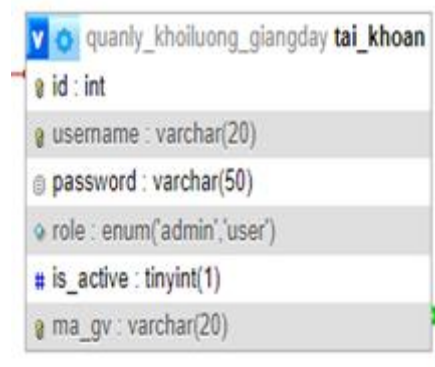 v quanly_khoiluong_giangday tai_khoan
id : int
username : varchar(20)
password : varchar(50)
role : enum('admin','user')
# is_active : tinyint(1)
ma_gv : varchar(20)